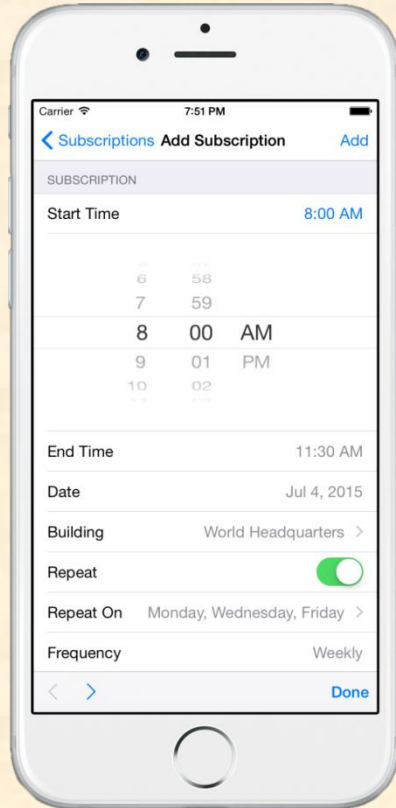 Carrier 7:51 PM
Subscriptions Add Subscription Add
SUBSCRIPTION
Start Time 8:00 AM
6 58
7 59
8 00 AM
9 01 PM
10 02
End Time 11:30 AM
Date Jul 4, 2015
Building World Headquarters >
Repeat
Repeat On Monday, Wednesday, Friday >
Frequency Weekly
< > Done